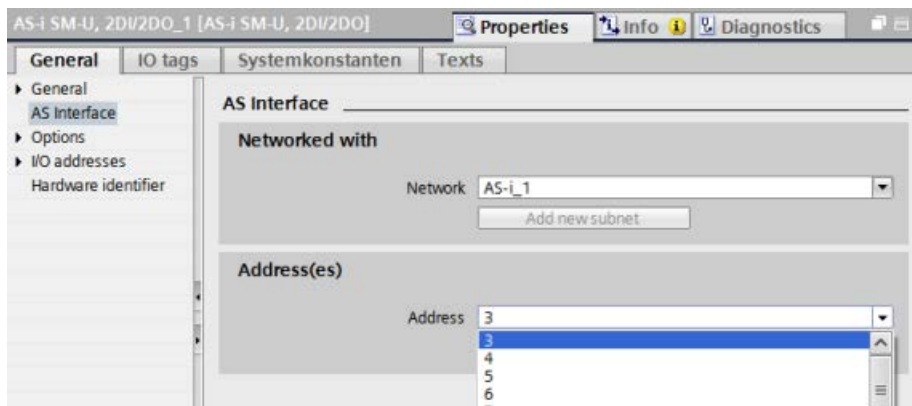 AS-i SM-U, 2DI/2DO_1 [AS-i SM-U, 2DI/2DO]
Properties
Info
Diagnostics
General
IO tags
Systemkonstanten
Texts
General
AS Interface
Options
I/O addresses
Hardware identifier
AS Interface
Networked with
Network AS-i_1
Add new subnet
Address(es)
Address 3
3
4
5
6